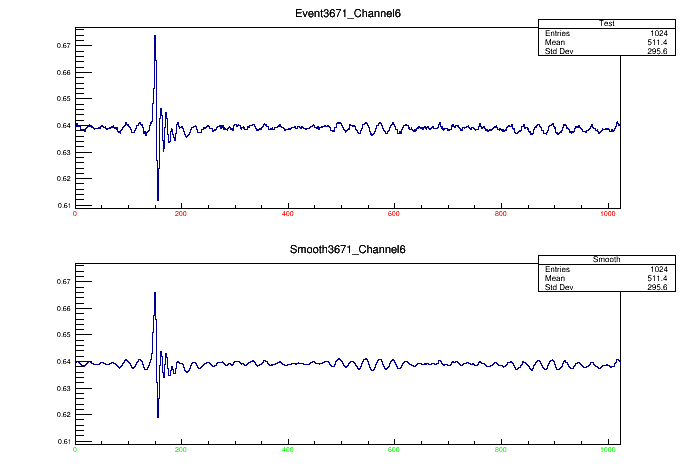 Event3671_Channel6
Test
Entries 1024
Mean 511.4
Std Dev 295.6
0.67
0.66
0.65
0.64
0.63
0.62
0.61
0 200 400 600 800 1000
Smooth3671_Channel6
Smooth
Entries 1024
Mean 511.4
Std Dev 295.6
0.67
0.66
0.65
0.64
0.63
0.62
0.61
0 200 400 600 800 1000